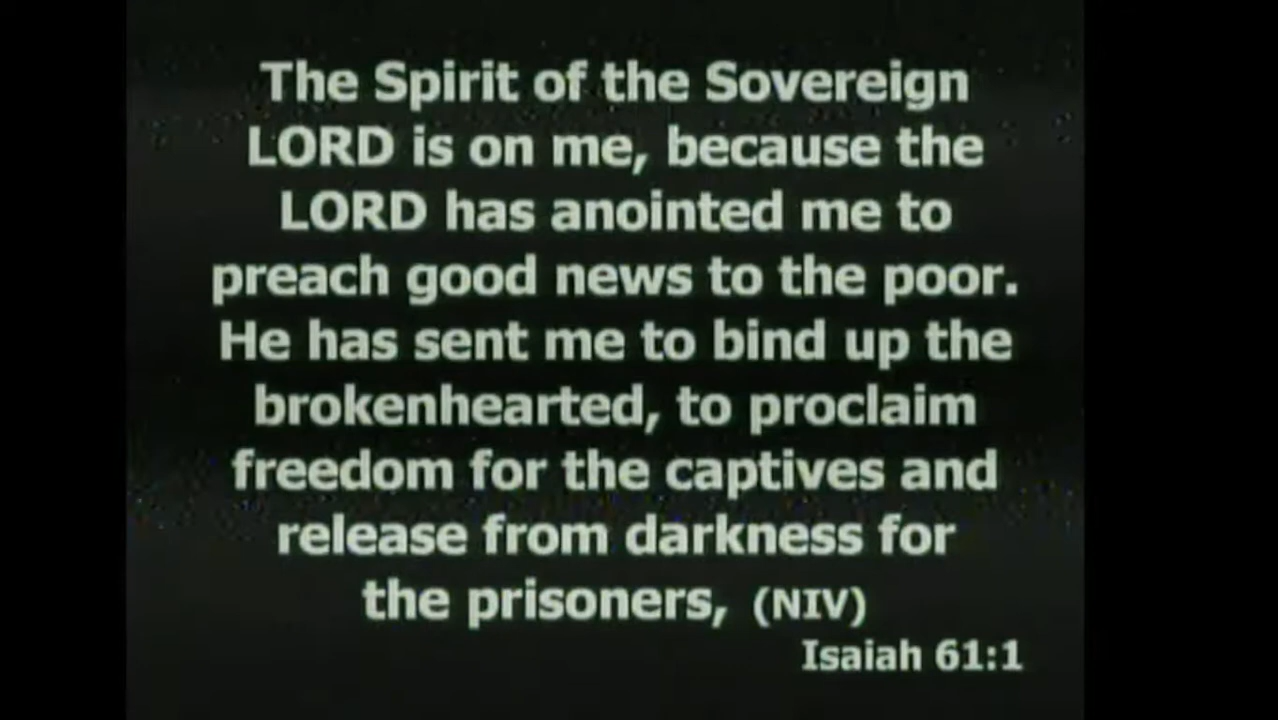 The Spirit of the Sovereign
LORD is on me, because the
LORD has anointed me to
preach good news to the poor.
He has sent me to bind up the
brokenhearted, to proclaim
freedom for the captives and
release from darkness for
the prisoners, (NIV)
Isaiah 61:1